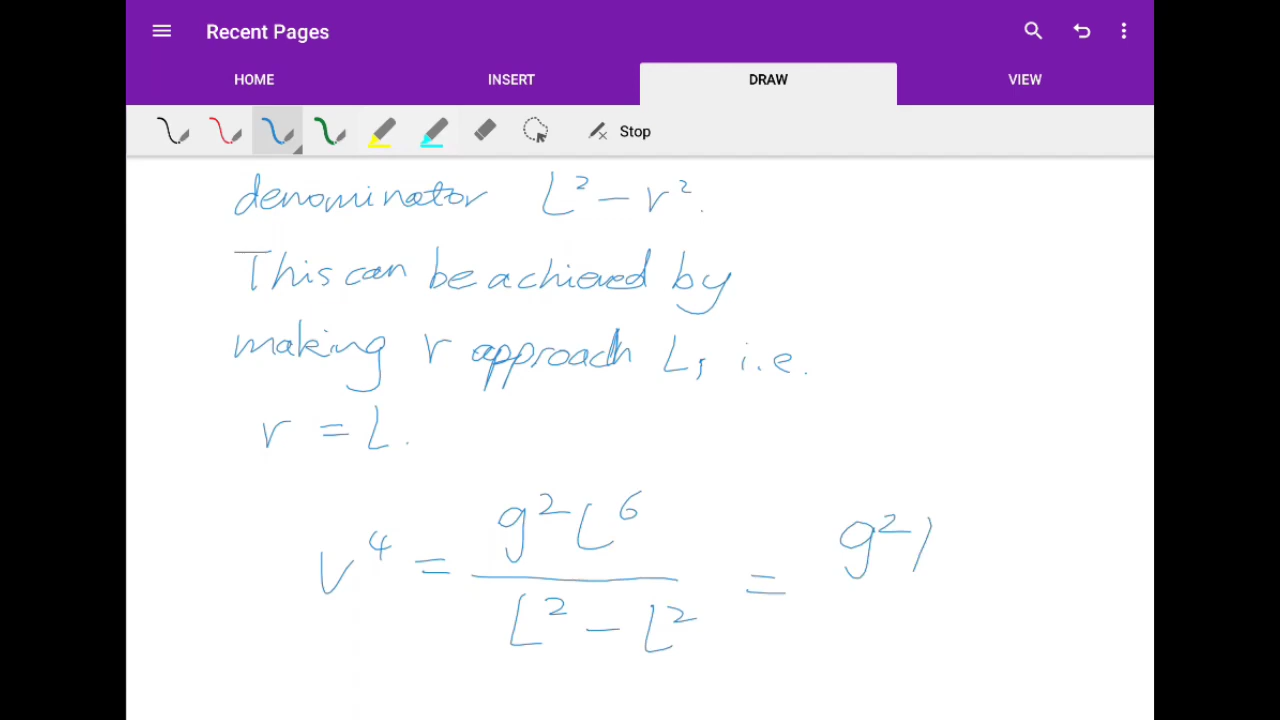 Recent Pages
HOME INSERT DRAW VIEW
Stop
denominator L² − r².
This can be achieved by
making r approach L, i.e.
r = L.
v⁴ = g²L⁶ / L² − L² = g²